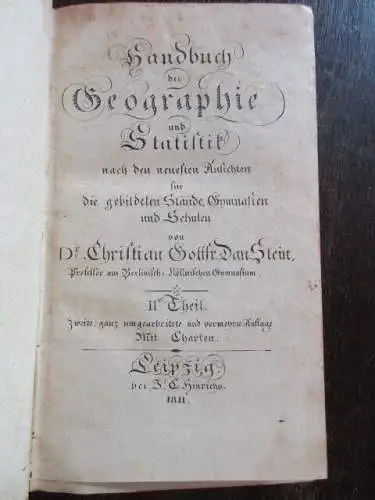 Handbuch
der
Geographie
und
Statistik
nach den neuesten Ansichten
für
die gebildeten Stände, Gymnasien
und Schulen
von
Dr. Christian Gottfr. Dan. Stein,
Professor am Berlinisch-Köllnischen Gymnasium.
IIr. Theil.
Zweite, ganz umgearbeitete und vermehrte Auflage
Mit Charten.
Leipzig,
bei J. C. Hinrichs.
1811.